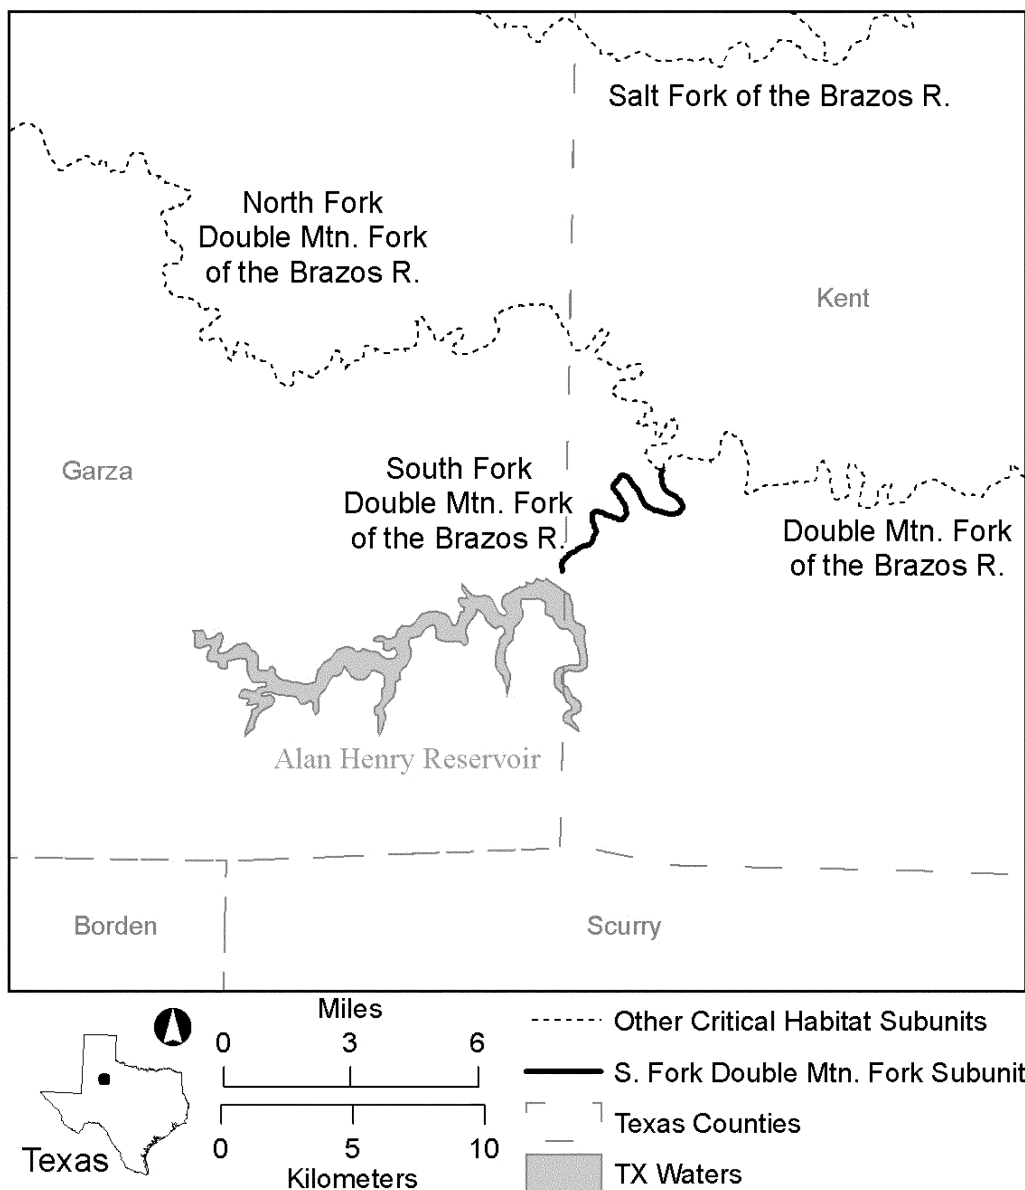 Salt Fork of the Brazos R.
North Fork
Double Mtn. Fork
of the Brazos R.
Kent
Garza
South Fork
Double Mtn. Fork
of the Brazos R.
Double Mtn. Fork
of the Brazos R.
Alan Henry Reservoir
Borden
Scurry
Miles
0 3 6
0 5 10
Kilometers
Texas
Other Critical Habitat Subunits
S. Fork Double Mtn. Fork Subunit
Texas Counties
TX Waters